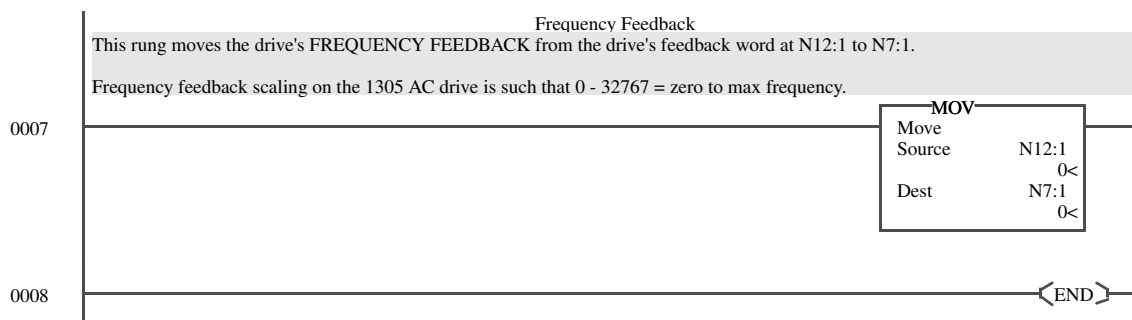 Frequency Feedback
This rung moves the drive's FREQUENCY FEEDBACK from the drive's feedback word at N12:1 to N7:1.
Frequency feedback scaling on the 1305 AC drive is such that 0 - 32767 = zero to max frequency.
MOV
0007
Move
Source N12:1
0<
Dest N7:1
0<
0008
END